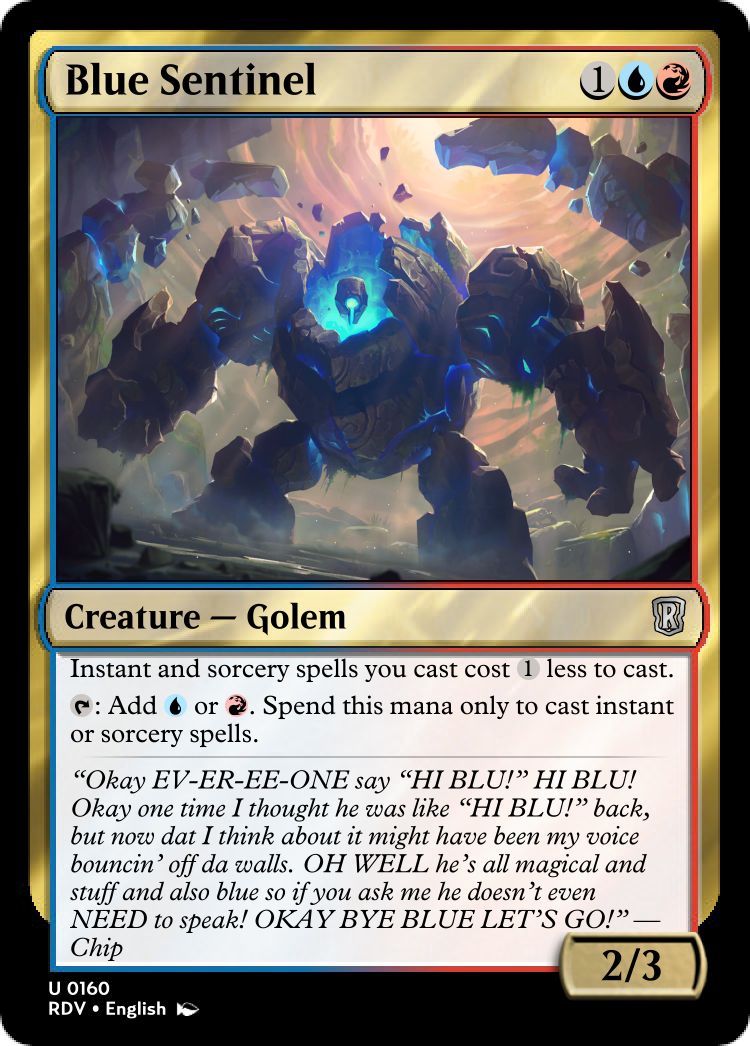 Blue Sentinel 1
Creature — Golem R
Instant and sorcery spells you cast cost 1 less to cast.
: Add or . Spend this mana only to cast instant
or sorcery spells.
“Okay EV-ER-EE-ONE say “HI BLU!” HI BLU!
Okay one time I thought he was like “HI BLU!” back,
but now dat I think about it might have been my voice
bouncin’ off da walls. OH WELL he’s all magical and
stuff and also blue so if you ask me he doesn’t even
NEED to speak! OKAY BYE BLUE LET’S GO!” —
Chip
2/3
U 0160
RDV • English